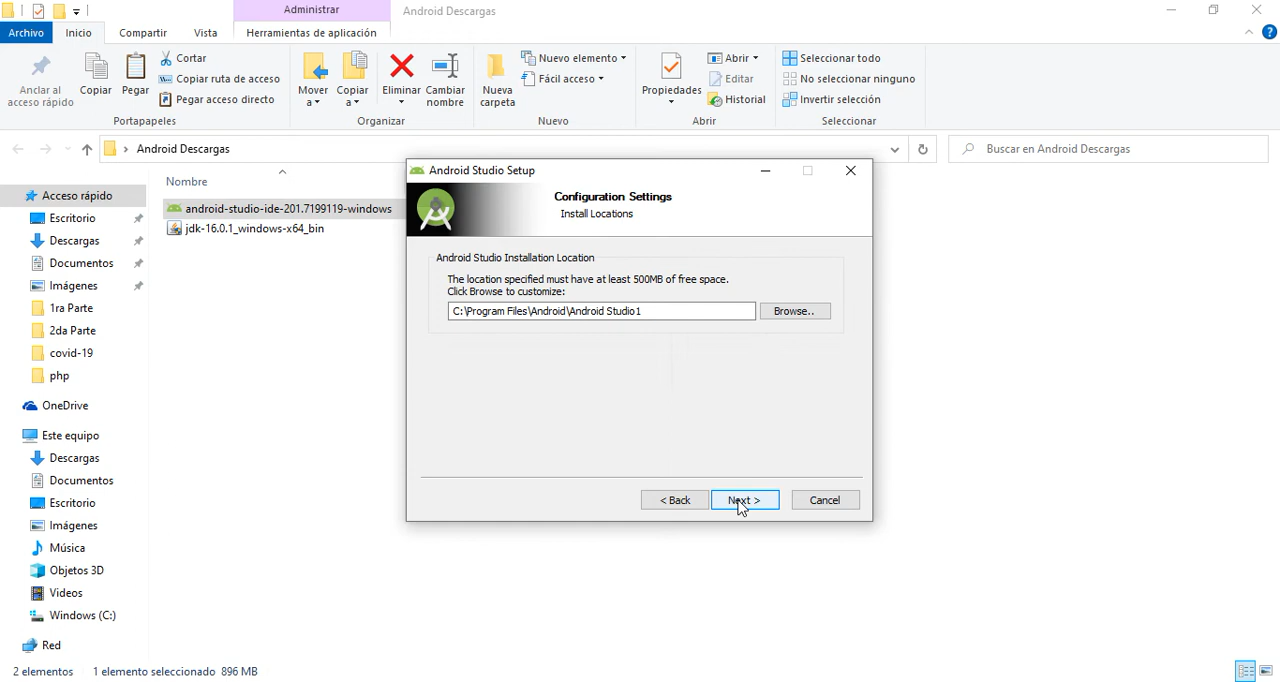 Administrar
Android Descargas
Archivo
Inicio
Compartir
Vista
Herramientas de aplicación
Anclar al
acceso rápido
Copiar
Pegar
Cortar
Copiar ruta de acceso
Pegar acceso directo
Portapapeles
Mover
a
Copiar
a
Eliminar
Cambiar
nombre
Organizar
Nueva
carpeta
Nuevo elemento
Fácil acceso
Nuevo
Propiedades
Abrir
Editar
Historial
Abrir
Seleccionar todo
No seleccionar ninguno
Invertir selección
Seleccionar
Android Descargas
Buscar en Android Descargas
Acceso rápido
Escritorio
Descargas
Documentos
Imágenes
1ra Parte
2da Parte
covid-19
php
OneDrive
Este equipo
Descargas
Documentos
Escritorio
Imágenes
Música
Objetos 3D
Videos
Windows (C:)
Red
Nombre
android-studio-ide-201.7199119-windows
jdk-16.0.1_windows-x64_bin
Android Studio Setup
Configuration Settings
Install Locations
Android Studio Installation Location
The location specified must have at least 500MB of free space.
Click Browse to customize:
C:\Program Files\Android\Android Studio1
Browse..
< Back
Next >
Cancel
2 elementos
1 elemento seleccionado 896 MB